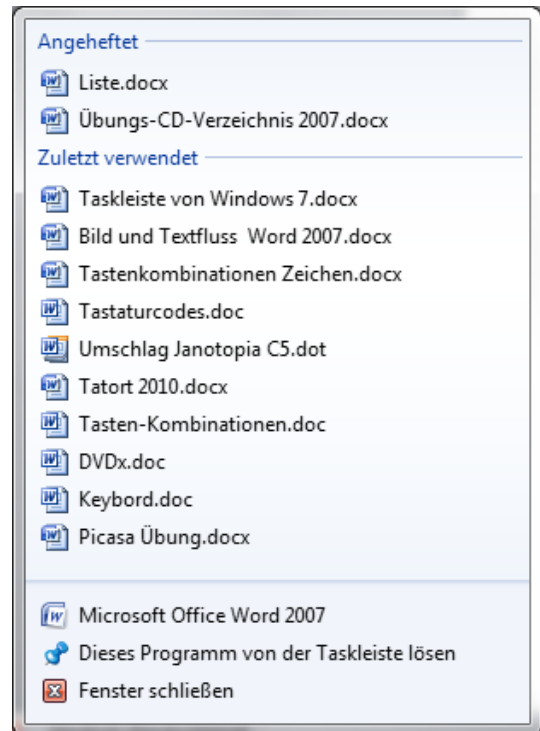 Angeheftet
Liste.docx
Übungs-CD-Verzeichnis 2007.docx
Zuletzt verwendet
Taskleiste von Windows 7.docx
Bild und Textfluss  Word 2007.docx
Tastenkombinationen Zeichen.docx
Tastaturcodes.doc
Umschlag Janotopia C5.dot
Tatort 2010.docx
Tasten-Kombinationen.doc
DVDx.doc
Keybord.doc
Picasa Übung.docx
Microsoft Office Word 2007
Dieses Programm von der Taskleiste lösen
Fenster schließen